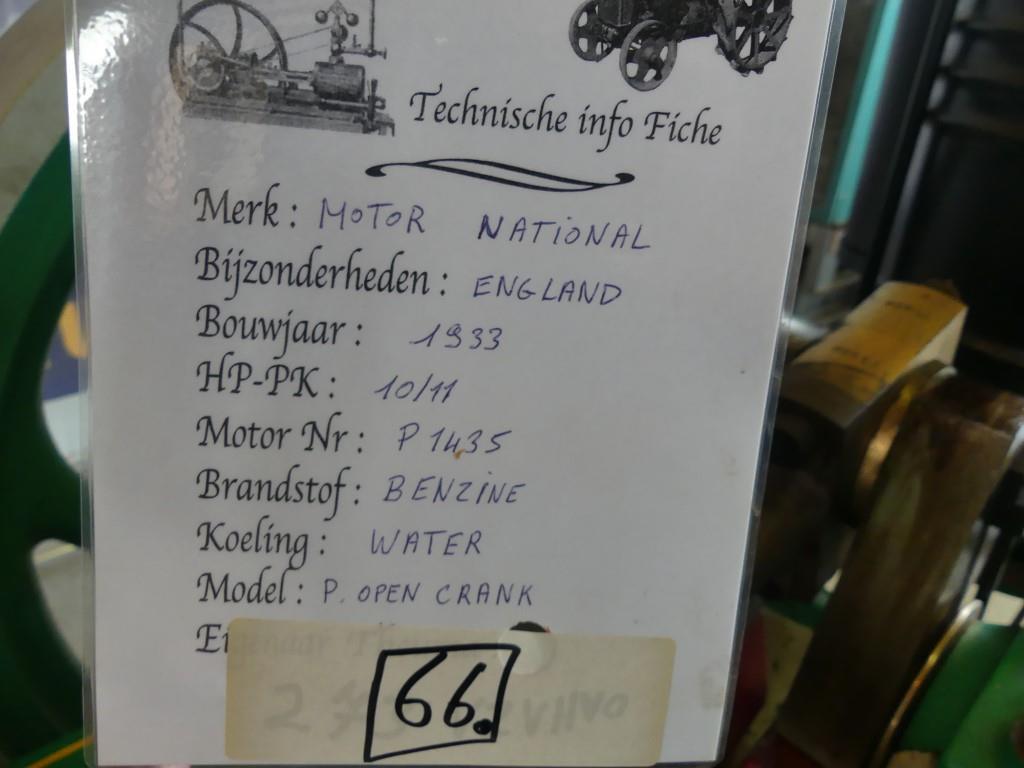 Technische info Fiche
Merk : MOTOR NATIONAL
Bijzonderheden : ENGLAND
Bouwjaar : 1933
HP-PK : 10/11
Motor Nr : P 1435
Brandstof : BENZINE
Koeling : WATER
Model : P. OPEN CRANK
Eigenaar
66.